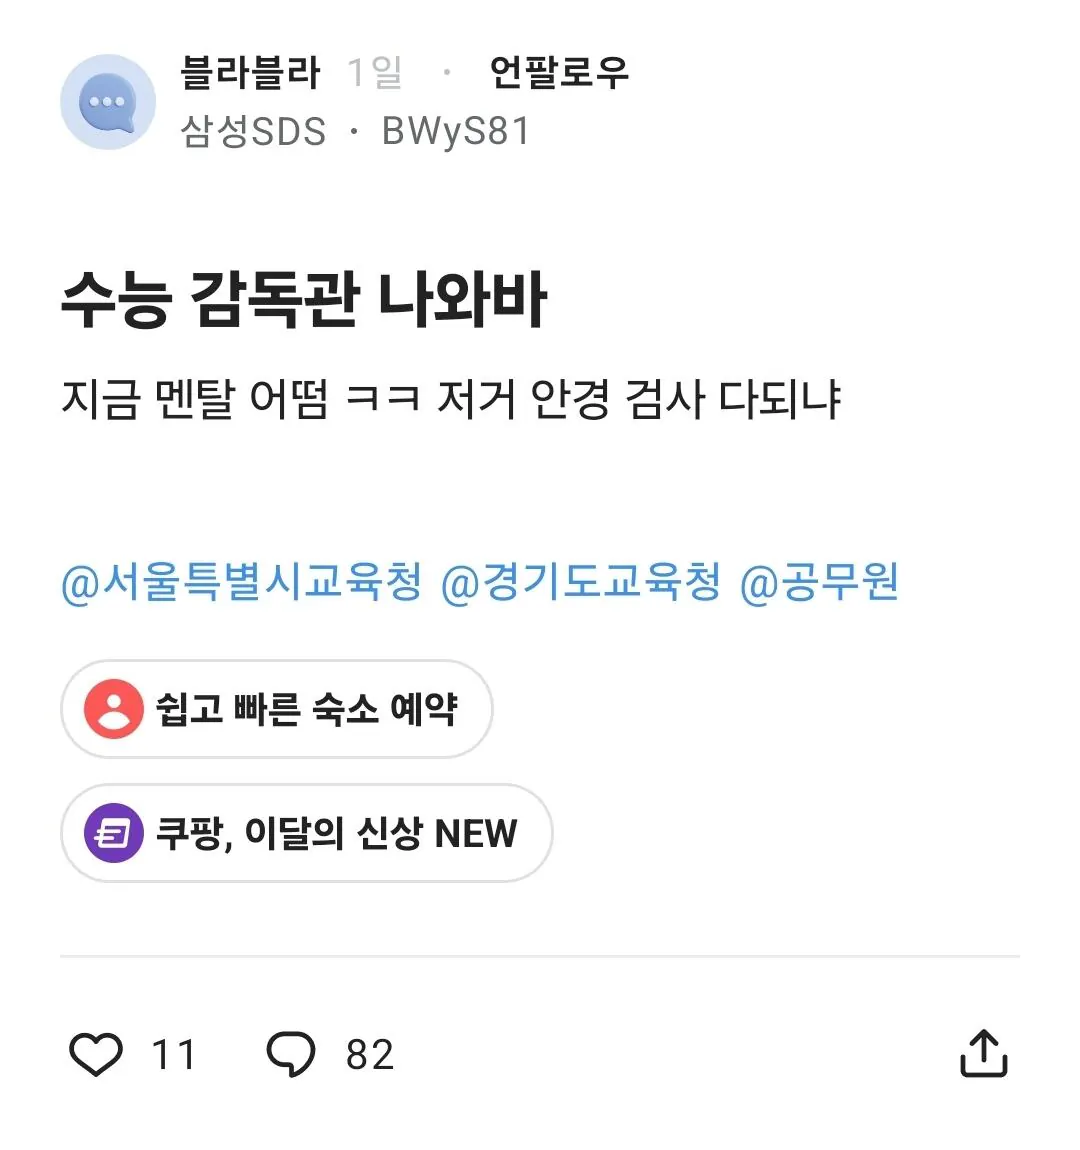 블라블라 1일 · 언팔로우
삼성SDS · BWyS81
수능 감독관 나와바
지금 멘탈 어떰 ㅋㅋ 저거 안경 검사 다되냐
@서울특별시교육청 @경기도교육청 @공무원
쉽고 빠른 숙소 예약
쿠팡, 이달의 신상 NEW
11 82